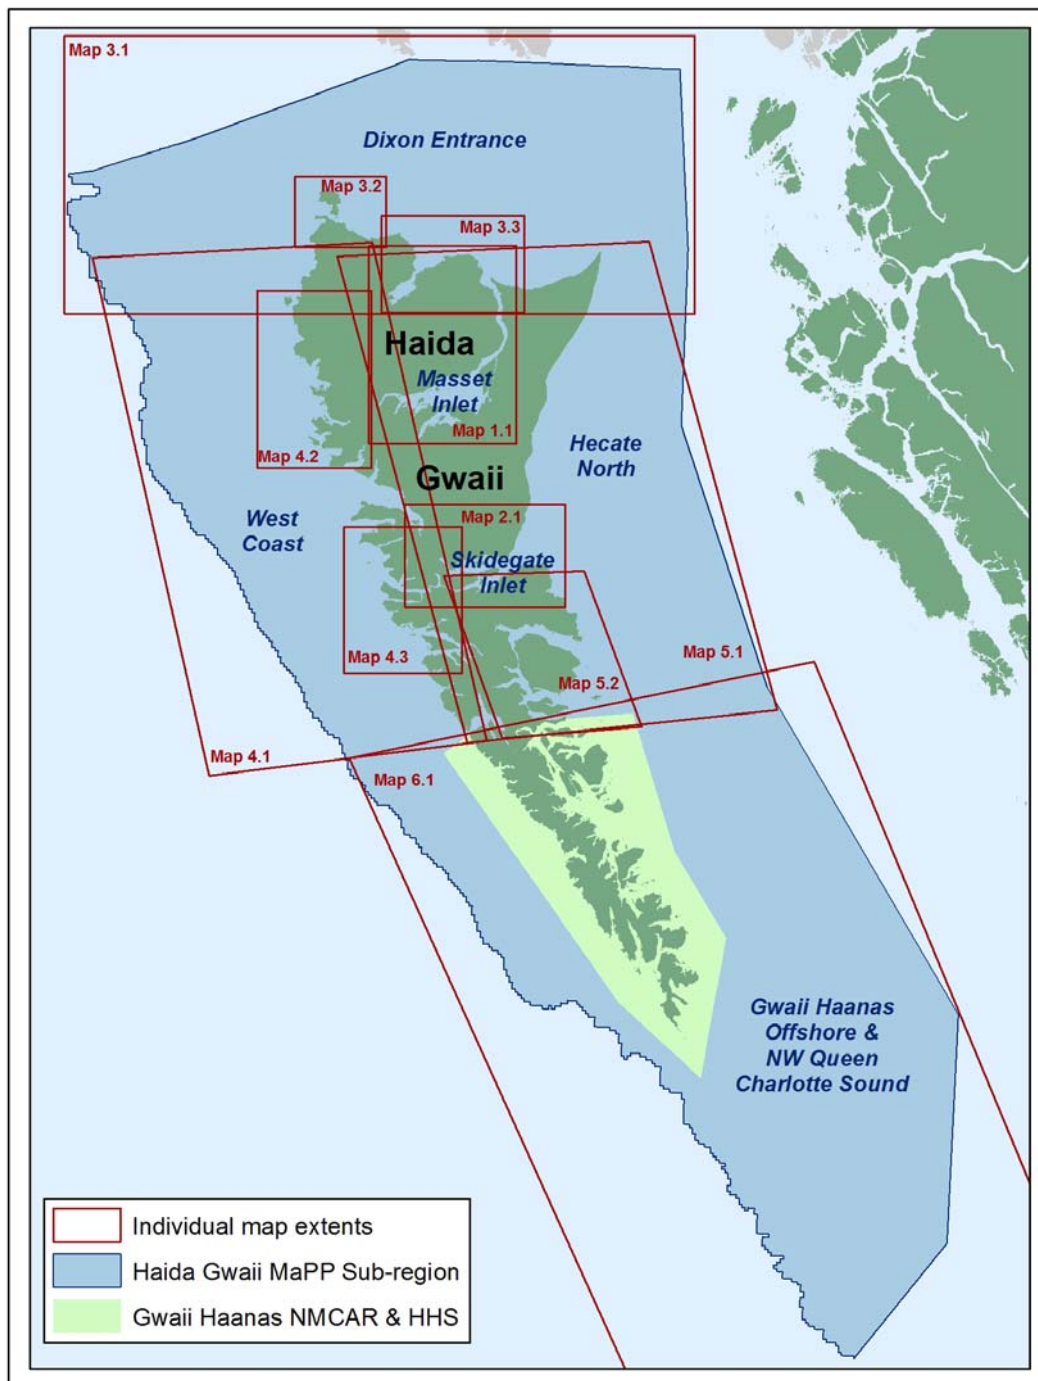 Map 3.1
Dixon Entrance
Map 3.2
Map 3.3
Haida
Masset
Inlet
Map 1.1
Map 4.2
Hecate
North
Gwaii
West
Coast
Map 2.1
Skidegate
Inlet
Map 4.3
Map 5.1
Map 5.2
Map 4.1
Map 6.1
Gwaii Haanas
Offshore &
NW Queen
Charlotte Sound
Individual map extents
Haida Gwaii MaPP Sub-region
Gwaii Haanas NMCAR & HHS